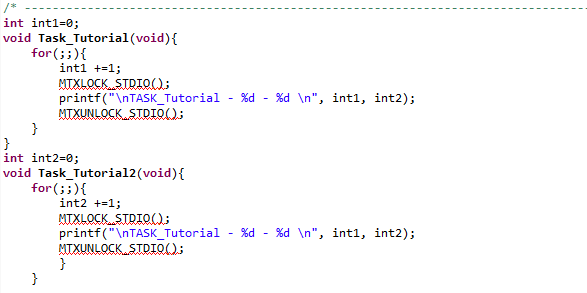 /* --------------------------------------------------------------------------
int int1=0;
void Task_Tutorial(void){
    for(;;){
        int1 +=1;
        MTXLOCK_STDIO();
        printf("\nTASK_Tutorial - %d - %d \n", int1, int2);
        MTXUNLOCK_STDIO();
    }
}
int int2=0;
void Task_Tutorial2(void){
    for(;;){
        int2 +=1;
        MTXLOCK_STDIO();
        printf("\nTASK_Tutorial - %d - %d \n", int1, int2);
        MTXUNLOCK_STDIO();
        }
    }